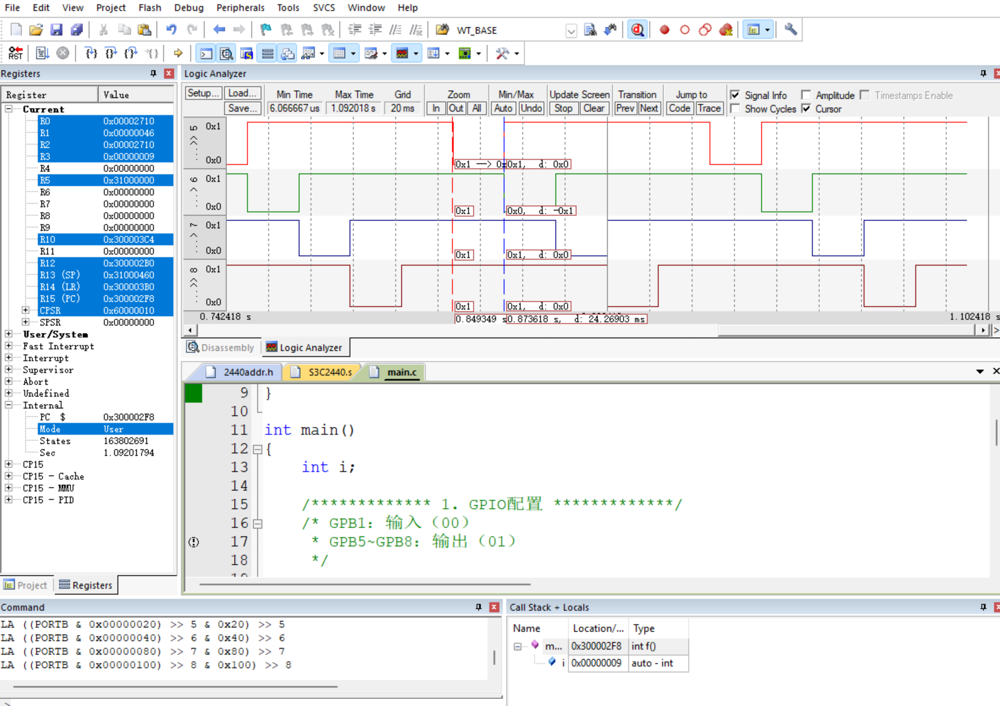 File Edit View Project Flash Debug Peripherals Tools SVCS Window Help
WT_BASE
RST
Registers
Register Value
Current
R0 0x00002710
R1 0x00000046
R2 0x00002710
R3 0x00000009
R4 0x00000000
R5 0x31000000
R6 0x00000000
R7 0x00000000
R8 0x00000000
R9 0x00000000
R10 0x300003C4
R11 0x00000000
R12 0x300002B0
R13 (SP) 0x31000460
R14 (LR) 0x300003B0
R15 (PC) 0x300002F8
CPSR 0x60000010
SPSR 0x00000000
User/System
Fast Interrupt
Interrupt
Supervisor
Abort
Undefined
Internal
PC $ 0x300002F8
Mode User
States 163802691
Sec 1.09201794
CP15
CP15 - Cache
CP15 - MMU
CP15 - PID
Project Registers
Logic Analyzer
Setup... Load... Min Time Max Time Grid Zoom Min/Max Update Screen Transition Jump to Signal Info Amplitude Timestamps Enable
Save... 6.066667 us 1.092018 s 20 ms In Out All Auto Undo Stop Clear Prev Next Code Trace Show Cycles Cursor
5 0x1
0x0
0x1 —> 0x 0x1, d: 0x0
6 0x1
0x0
0x1 0x0, d: -0x1
7 0x1
0x0
0x1 0x1, d: 0x0
8 0x1
0x0
0x1 0x1, d: 0x0
0.742418 s 0.849349 s 0.873618 s, d: 24.26903 ms 1.102418 s
Disassembly Logic Analyzer
2440addr.h S3C2440.s main.c
9 }
10
11 int main()
12 {
13 int i;
14
15 /************* 1. GPIO配置 *************/
16 /* GPB1: 输入（00）
17 * GPB5~GPB8: 输出（01）
18 */
Command
LA ((PORTB & 0x00000020) >> 5 & 0x20) >> 5
LA ((PORTB & 0x00000040) >> 6 & 0x40) >> 6
LA ((PORTB & 0x00000080) >> 7 & 0x80) >> 7
LA ((PORTB & 0x00000100) >> 8 & 0x100) >> 8
>
Call Stack + Locals
Name Location/... Type
m... 0x300002F8 int f()
i 0x00000009 auto - int